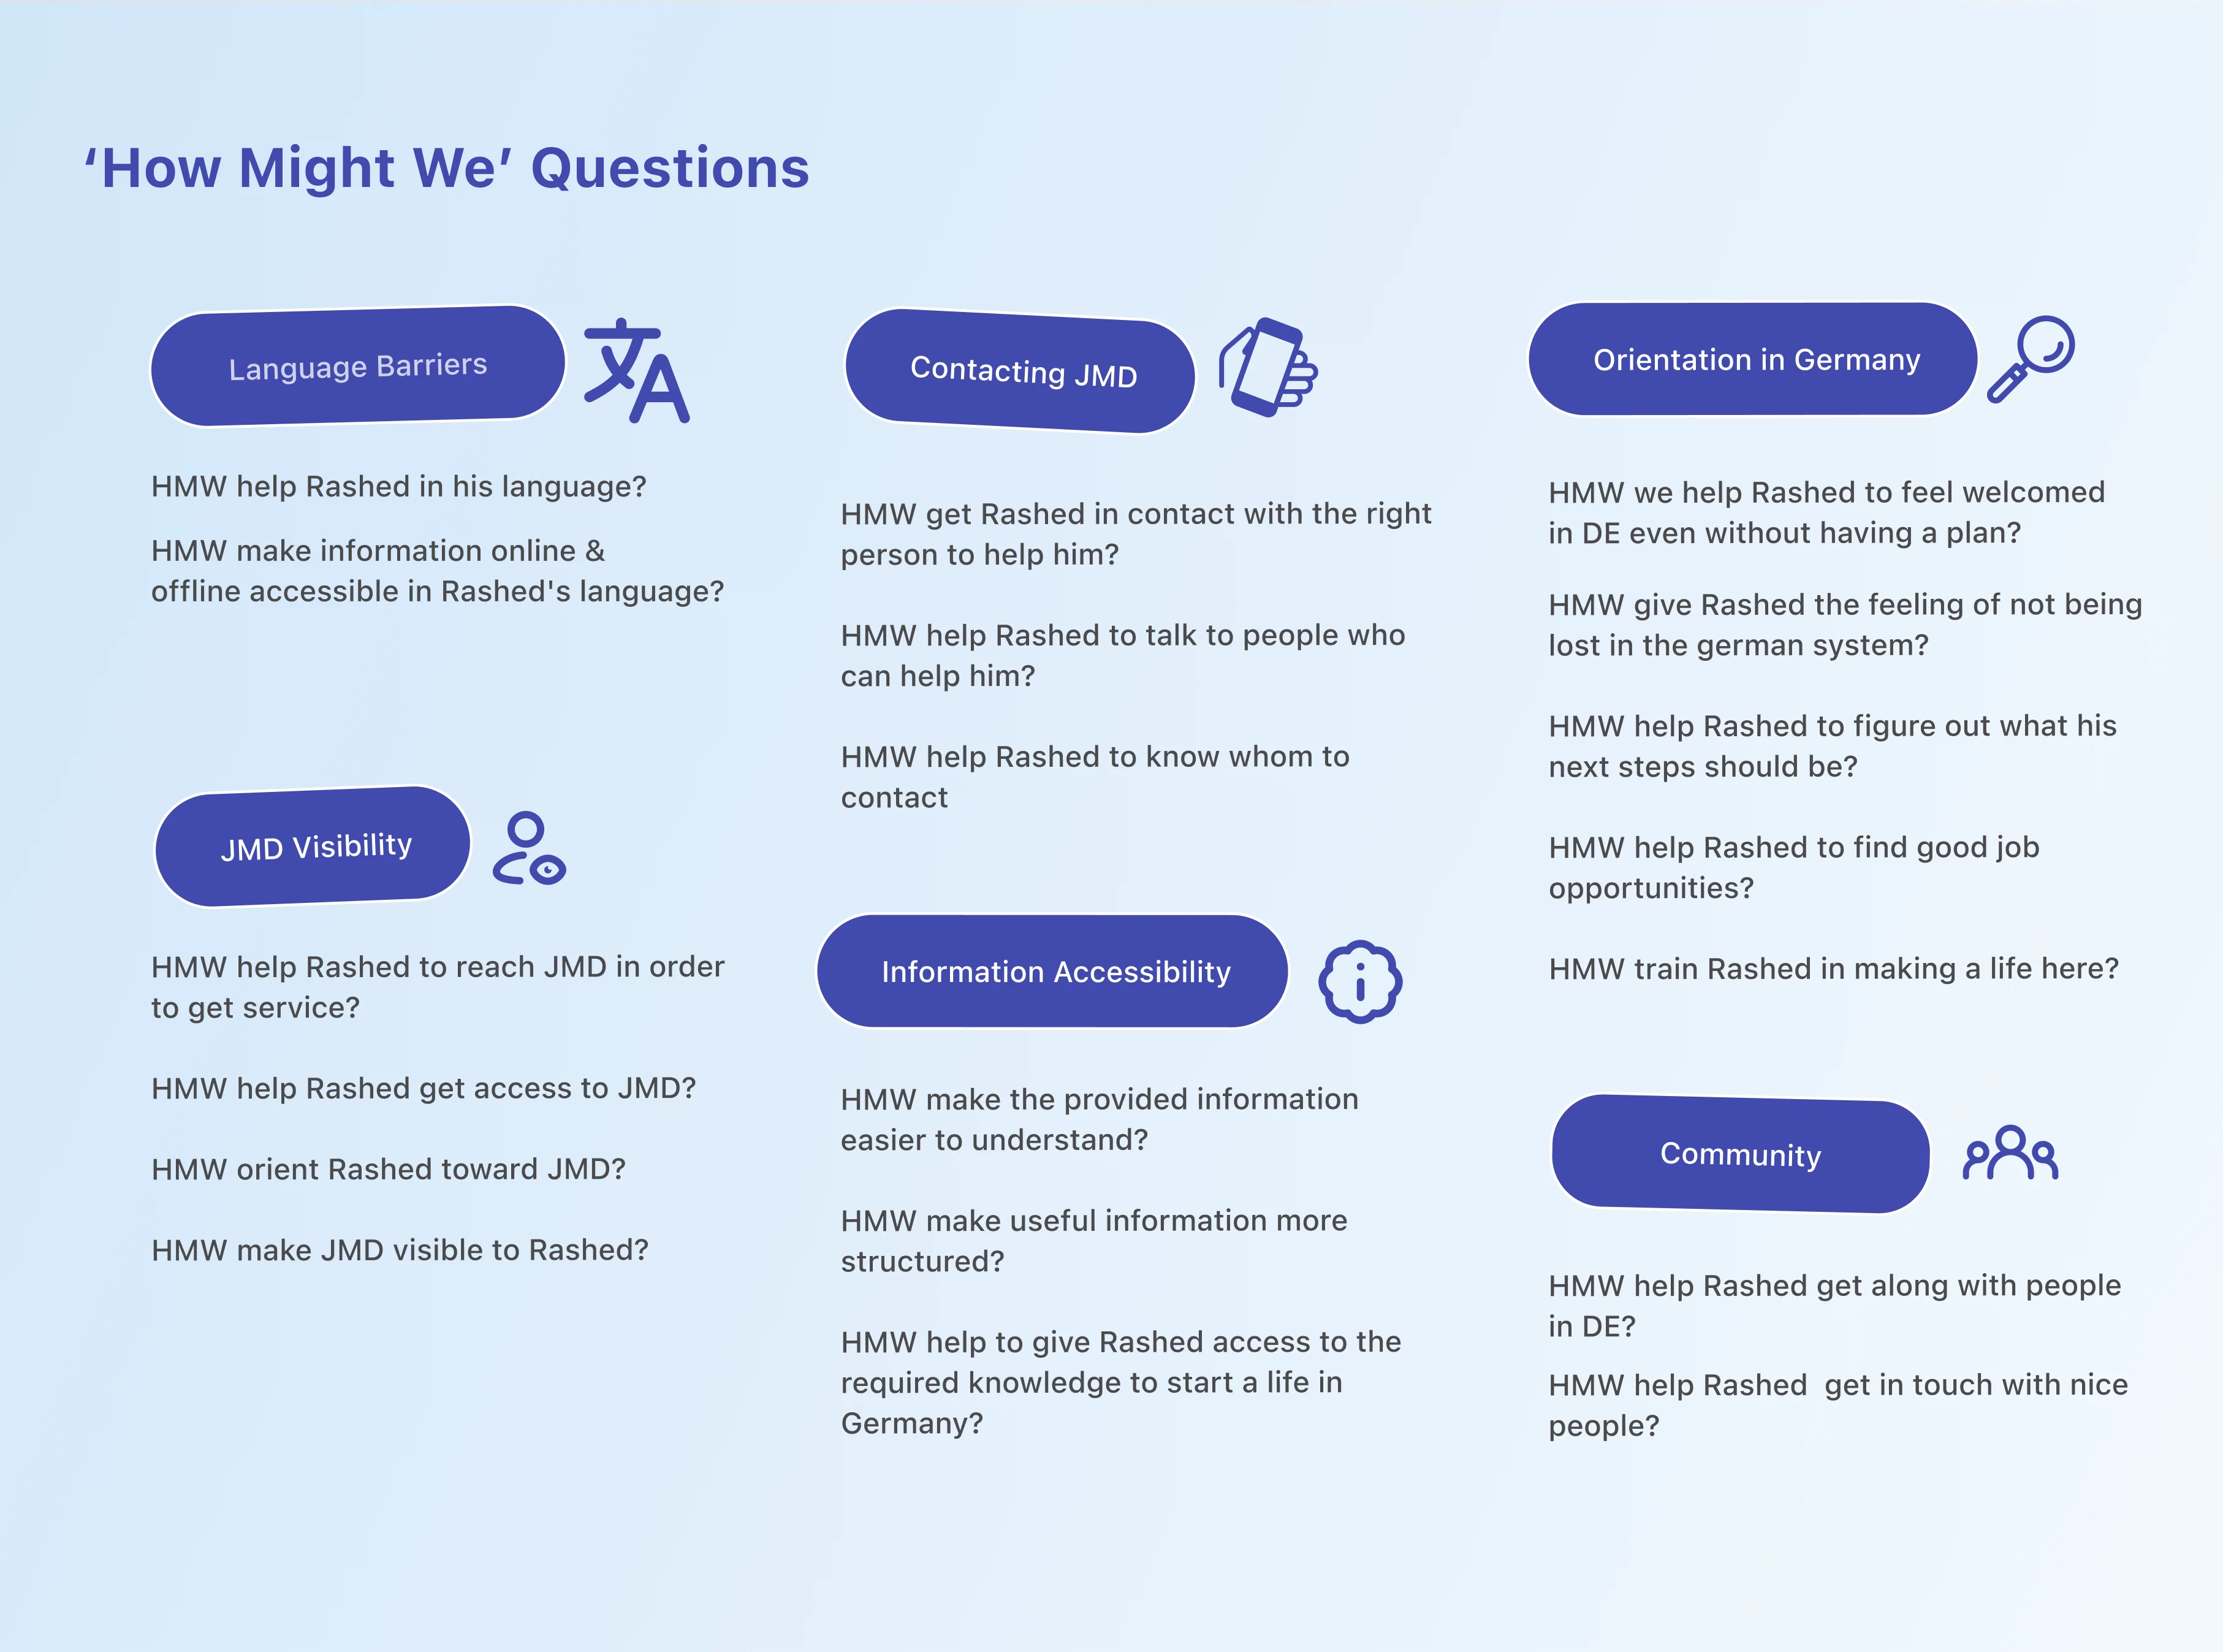 ‘How Might We’ Questions
Language Barriers
HMW help Rashed in his language?
HMW make information online &
offline accessible in Rashed's language?
JMD Visibility
HMW help Rashed to reach JMD in order
to get service?
HMW help Rashed get access to JMD?
HMW orient Rashed toward JMD?
HMW make JMD visible to Rashed?
Contacting JMD
HMW get Rashed in contact with the right
person to help him?
HMW help Rashed to talk to people who
can help him?
HMW help Rashed to know whom to
contact
Information Accessibility
HMW make the provided information
easier to understand?
HMW make useful information more
structured?
HMW help to give Rashed access to the
required knowledge to start a life in
Germany?
Orientation in Germany
HMW we help Rashed to feel welcomed
in DE even without having a plan?
HMW give Rashed the feeling of not being
lost in the german system?
HMW help Rashed to figure out what his
next steps should be?
HMW help Rashed to find good job
opportunities?
HMW train Rashed in making a life here?
Community
HMW help Rashed get along with people
in DE?
HMW help Rashed  get in touch with nice
people?